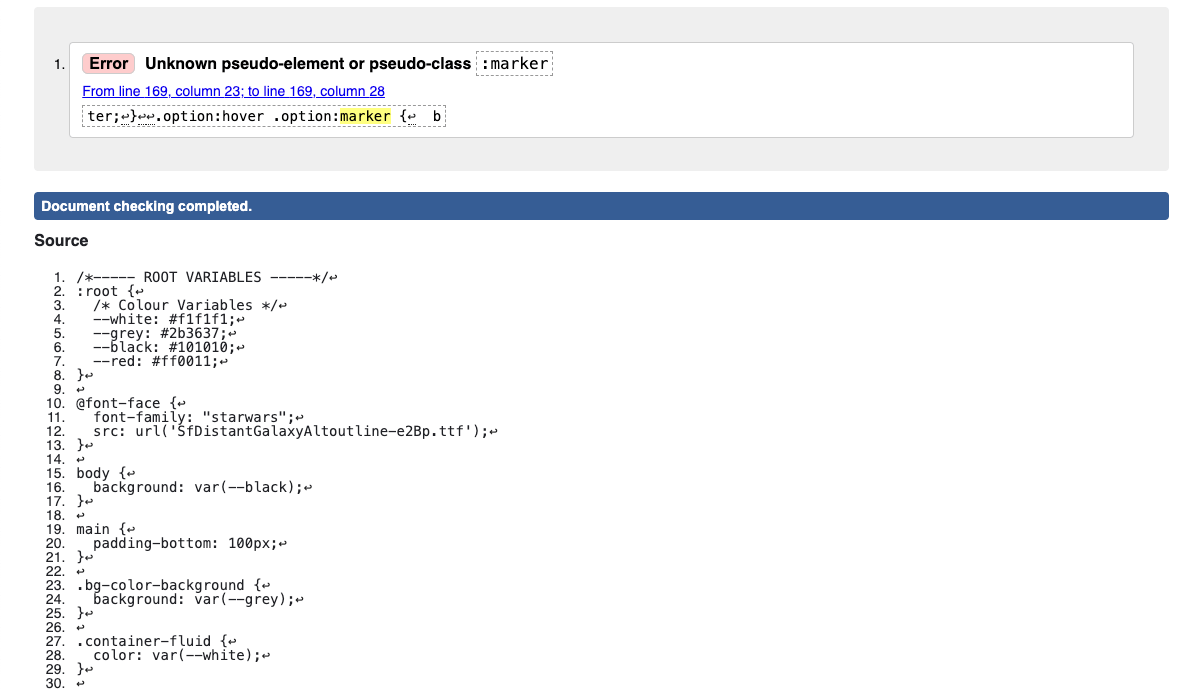 1. Error Unknown pseudo-element or pseudo-class :marker
From line 169, column 23; to line 169, column 28
ter;↩}↩↩.option:hover .option:marker {↩  b
Document checking completed.
Source
1. /*----- ROOT VARIABLES -----*/↩
2. :root {↩
3.   /* Colour Variables */↩
4.   --white: #f1f1f1;↩
5.   --grey: #2b3637;↩
6.   --black: #101010;↩
7.   --red: #ff0011;↩
8. }↩
9. ↩
10. @font-face {↩
11.   font-family: "starwars";↩
12.   src: url('SfDistantGalaxyAltoutline-e2Bp.ttf');↩
13. }↩
14. ↩
15. body {↩
16.   background: var(--black);↩
17. }↩
18. ↩
19. main {↩
20.   padding-bottom: 100px;↩
21. }↩
22. ↩
23. .bg-color-background {↩
24.   background: var(--grey);↩
25. }↩
26. ↩
27. .container-fluid {↩
28.   color: var(--white);↩
29. }↩
30. ↩